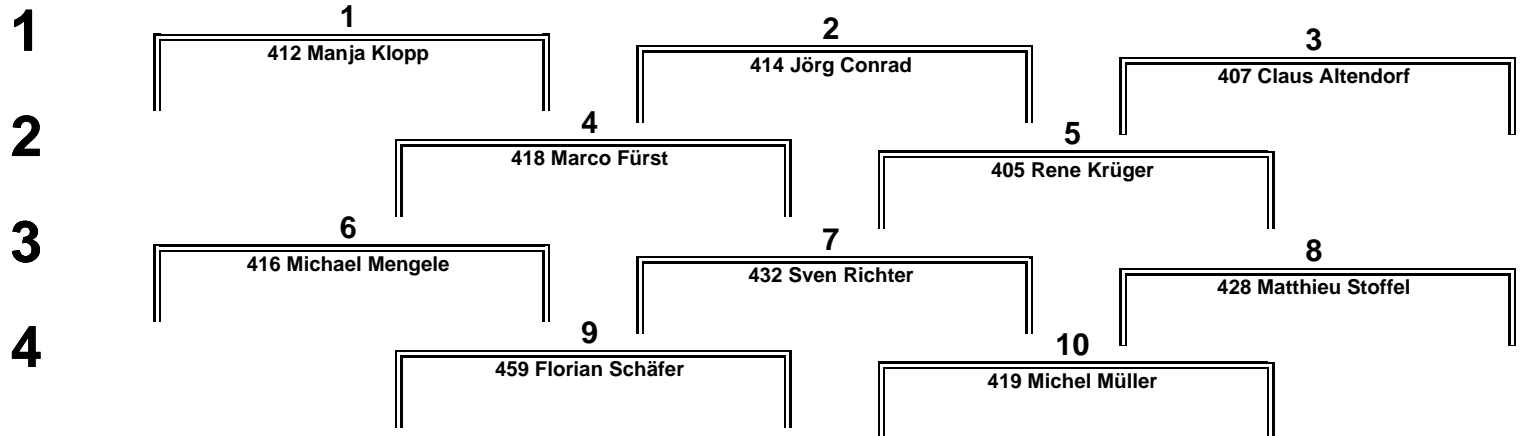 1
1
412 Manja Klopp
2
414 Jörg Conrad
3
407 Claus Altendorf
2
4
418 Marco Fürst
5
405 Rene Krüger
3
6
416 Michael Mengele
7
432 Sven Richter
8
428 Matthieu Stoffel
4
9
459 Florian Schäfer
10
419 Michel Müller